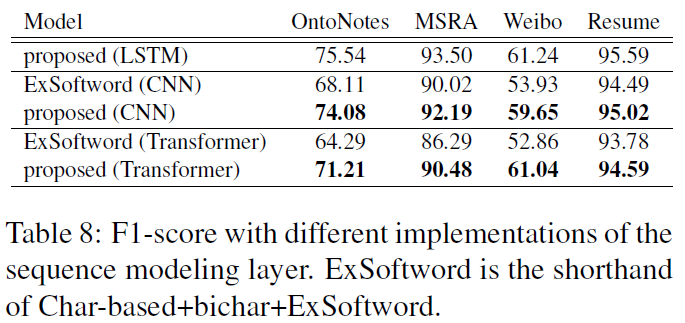 Model OntoNotes MSRA Weibo Resume
proposed (LSTM) 75.54 93.50 61.24 95.59
ExSoftword (CNN) 68.11 90.02 53.93 94.49
proposed (CNN) 74.08 92.19 59.65 95.02
ExSoftword (Transformer) 64.29 86.29 52.86 93.78
proposed (Transformer) 71.21 90.48 61.04 94.59
Table 8: F1-score with different implementations of the
sequence modeling layer. ExSoftword is the shorthand
of Char-based+bichar+ExSoftword.